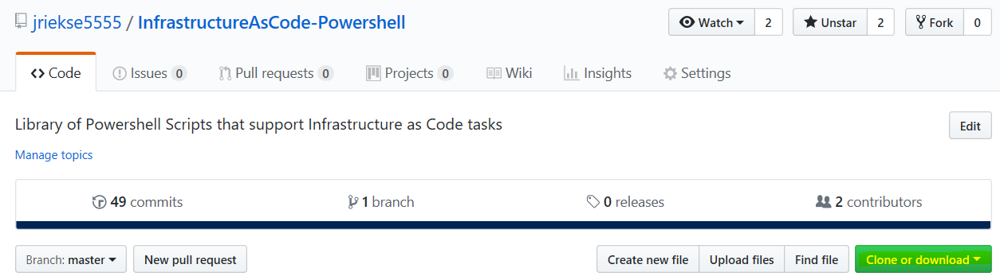 jriekse5555 / InfrastructureAsCode-Powershell Watch 2 Unstar 2 Fork 0
Code Issues 0 Pull requests 0 Projects 0 Wiki Insights Settings
Library of Powershell Scripts that support Infrastructure as Code tasks Edit
Manage topics
49 commits 1 branch 0 releases 2 contributors
Branch: master New pull request Create new file Upload files Find file Clone or download